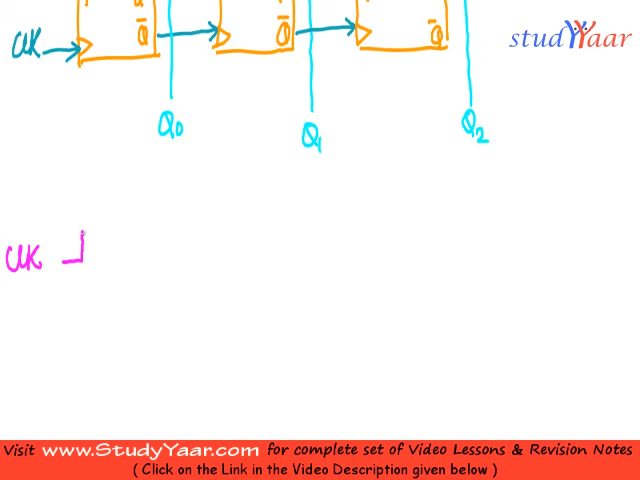 studYYaar
CLK
Q̄ Q̄ Q̄
Q0 Q1 Q2
CLK
Visit www.StudyYaar.com for complete set of Video Lessons & Revision Notes
( Click on the Link in the Video Description given below )